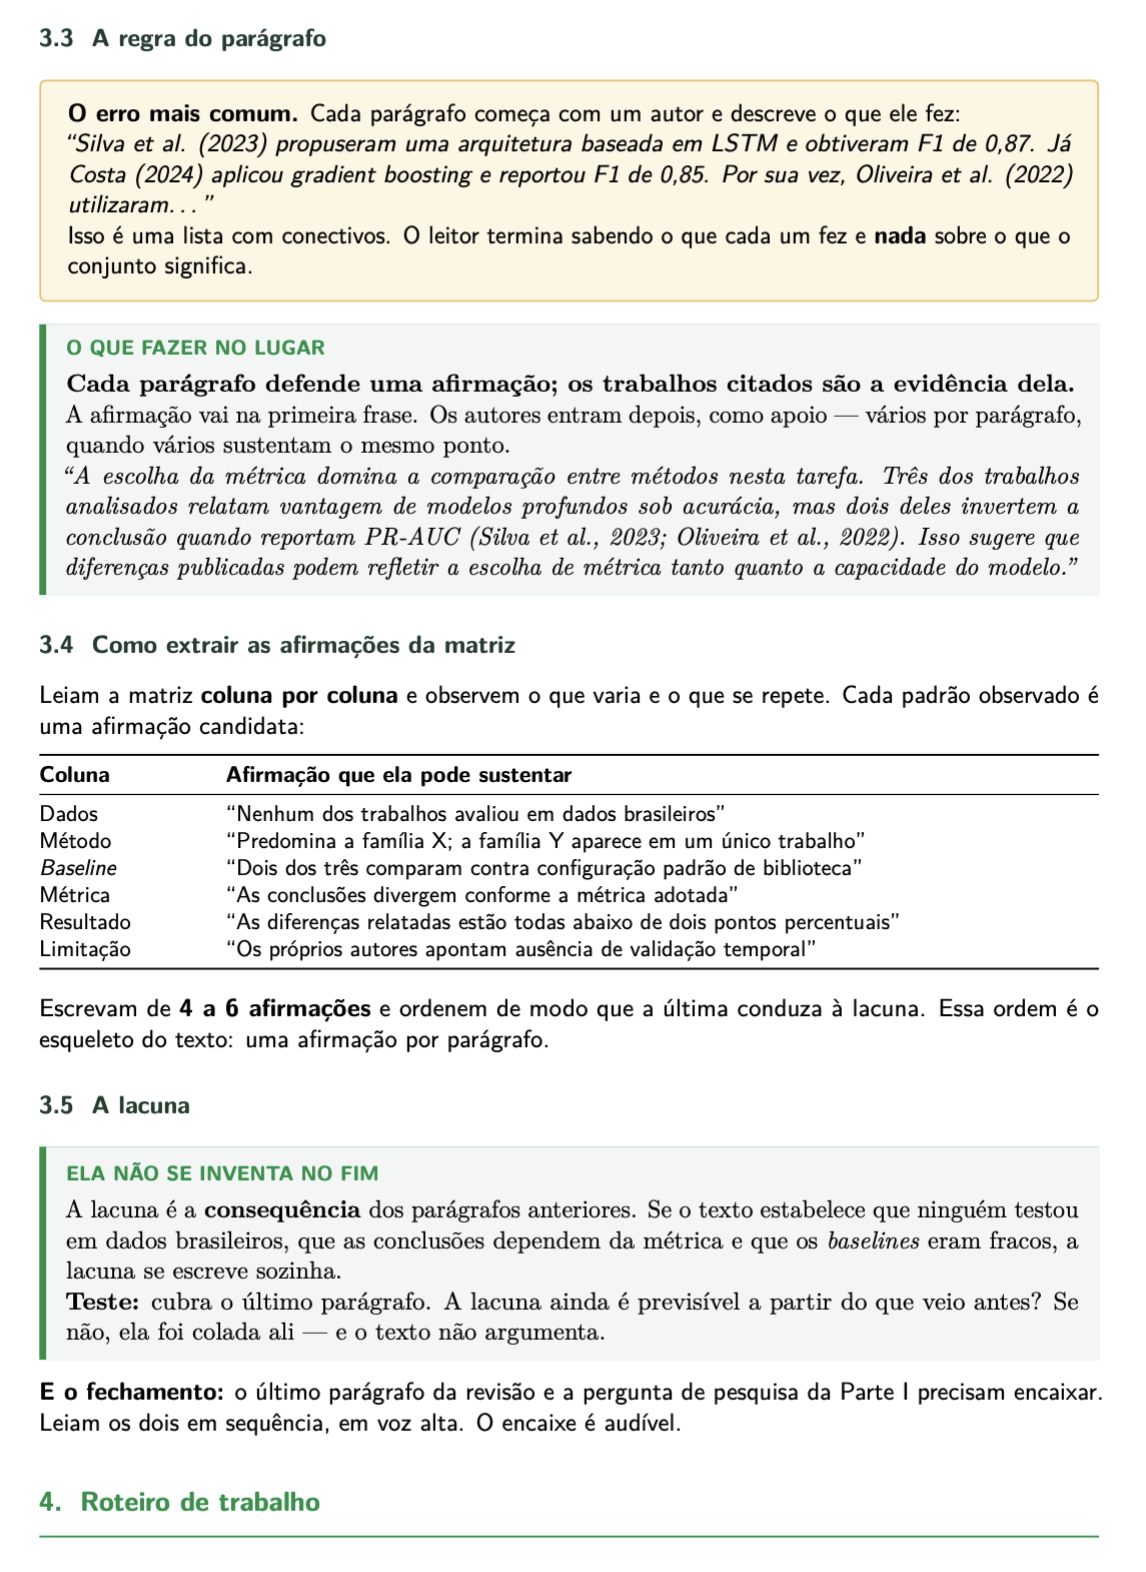 3.3 A regra do parágrafo
O erro mais comum. Cada parágrafo começa com um autor e descreve o que ele fez:
“Silva et al. (2023) propuseram uma arquitetura baseada em LSTM e obtiveram F1 de 0,87. Já
Costa (2024) aplicou gradient boosting e reportou F1 de 0,85. Por sua vez, Oliveira et al. (2022)
utilizaram. . . ”
Isso é uma lista com conectivos. O leitor termina sabendo o que cada um fez e nada sobre o que o
conjunto significa.
O QUE FAZER NO LUGAR
Cada parágrafo defende uma afirmação; os trabalhos citados são a evidência dela.
A afirmação vai na primeira frase. Os autores entram depois, como apoio — vários por parágrafo,
quando vários sustentam o mesmo ponto.
“A escolha da métrica domina a comparação entre métodos nesta tarefa. Três dos trabalhos
analisados relatam vantagem de modelos profundos sob acurácia, mas dois deles invertem a
conclusão quando reportam PR-AUC (Silva et al., 2023; Oliveira et al., 2022). Isso sugere que
diferenças publicadas podem refletir a escolha de métrica tanto quanto a capacidade do modelo.”
3.4 Como extrair as afirmações da matriz
Leiam a matriz coluna por coluna e observem o que varia e o que se repete. Cada padrão observado é
uma afirmação candidata:
Coluna Afirmação que ela pode sustentar
Dados “Nenhum dos trabalhos avaliou em dados brasileiros”
Método “Predomina a família X; a família Y aparece em um único trabalho”
Baseline “Dois dos três comparam contra configuração padrão de biblioteca”
Métrica “As conclusões divergem conforme a métrica adotada”
Resultado “As diferenças relatadas estão todas abaixo de dois pontos percentuais”
Limitação “Os próprios autores apontam ausência de validação temporal”
Escrevam de 4 a 6 afirmações e ordenem de modo que a última conduza à lacuna. Essa ordem é o
esqueleto do texto: uma afirmação por parágrafo.
3.5 A lacuna
ELA NÃO SE INVENTA NO FIM
A lacuna é a consequência dos parágrafos anteriores. Se o texto estabelece que ninguém testou
em dados brasileiros, que as conclusões dependem da métrica e que os baselines eram fracos, a
lacuna se escreve sozinha.
Teste: cubra o último parágrafo. A lacuna ainda é previsível a partir do que veio antes? Se
não, ela foi colada ali — e o texto não argumenta.
E o fechamento: o último parágrafo da revisão e a pergunta de pesquisa da Parte I precisam encaixar.
Leiam os dois em sequência, em voz alta. O encaixe é audível.
4. Roteiro de trabalho